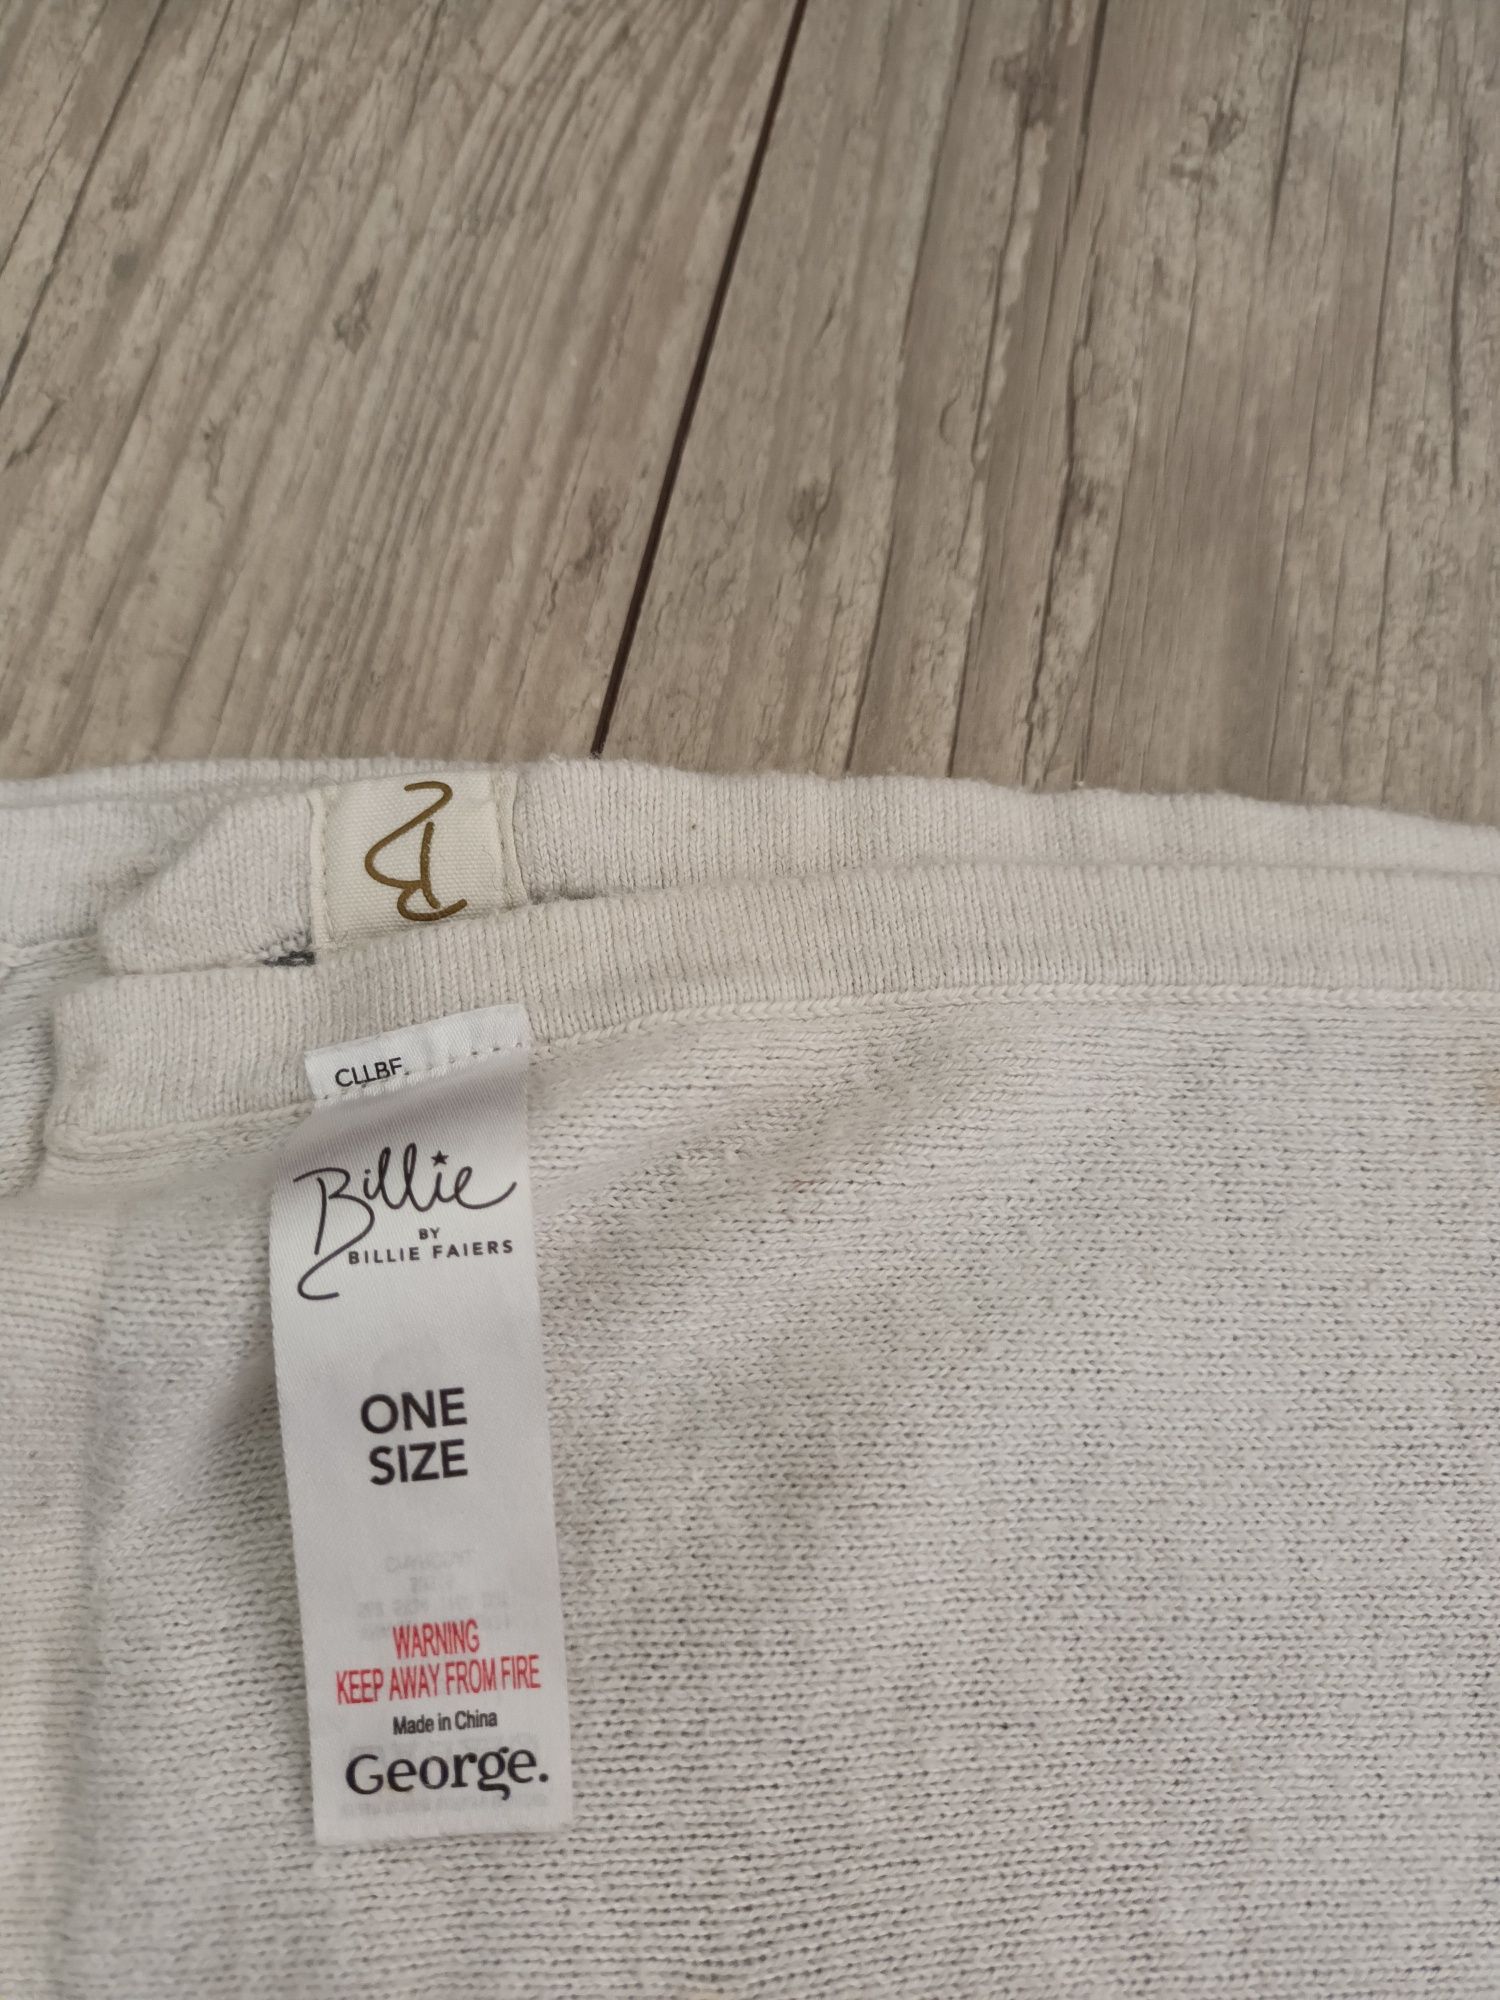 B
CLLBF.
Billie
BY
BILLIE FAIERS
ONE
SIZE
WARNING
KEEP AWAY FROM FIRE
Made in China
George.